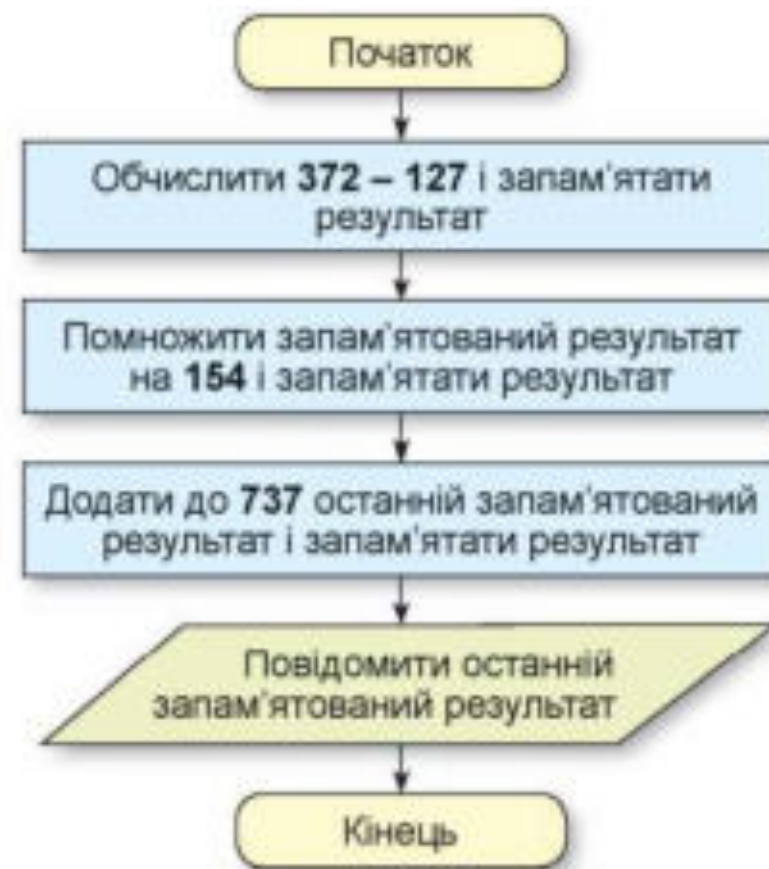 Початок
Обчислити 372 – 127 і запам'ятати
результат
Помножити запам'ятований результат
на 154 і запам'ятати результат
Додати до 737 останній запам'ятований
результат і запам'ятати результат
Повідомити останній
запам'ятований результат
Кінець